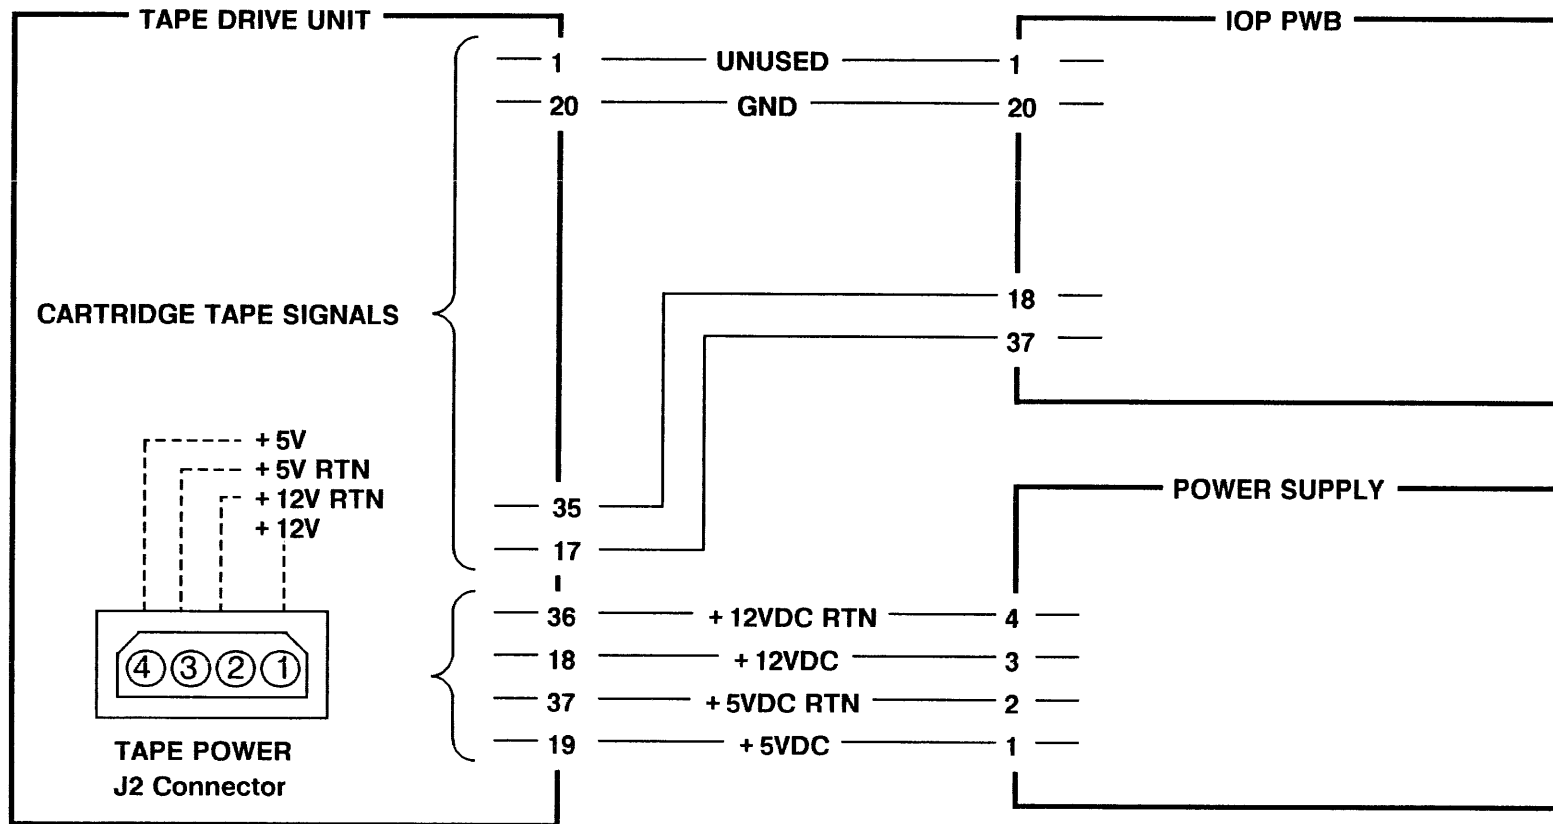 TAPE DRIVE UNIT
IOP PWB
1 UNUSED 1
20 GND 20
CARTRIDGE TAPE SIGNALS
18
37
+ 5V
+ 5V RTN
+ 12V RTN
+ 12V
35
17
POWER SUPPLY
36 + 12VDC RTN 4
18 + 12VDC 3
37 + 5VDC RTN 2
19 + 5VDC 1
4 3 2 1
TAPE POWER
J2 Connector